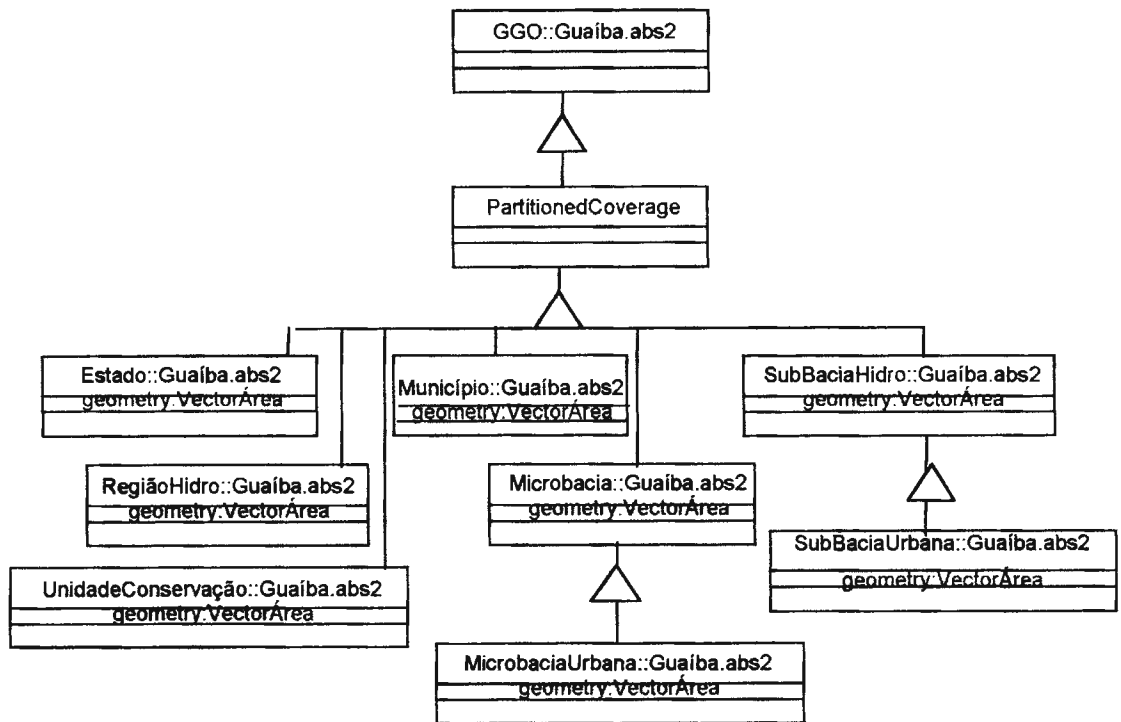 GGO::Guaíba.abs2
PartitionedCoverage
Estado::Guaíba.abs2
geometry:VectorÁrea
Município::Guaíba.abs2
geometry:VectorÁrea
SubBaciaHidro::Guaíba.abs2
geometry:VectorÁrea
RegiãoHidro::Guaíba.abs2
geometry:VectorÁrea
Microbacia::Guaíba.abs2
geometry:VectorÁrea
SubBaciaUrbana::Guaíba.abs2
geometry:VectorÁrea
UnidadeConservação::Guaíba.abs2
geometry:VectorÁrea
MicrobaciaUrbana::Guaíba.abs2
geometry:VectorÁrea